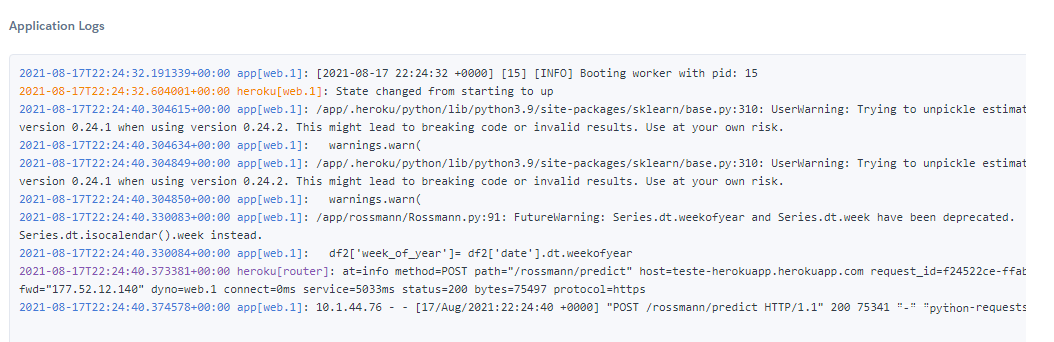 Application Logs
2021-08-17T22:24:32.191339+00:00 app[web.1]: [2021-08-17 22:24:32 +0000] [15] [INFO] Booting worker with pid: 15
2021-08-17T22:24:32.604001+00:00 heroku[web.1]: State changed from starting to up
2021-08-17T22:24:40.304615+00:00 app[web.1]: /app/.heroku/python/lib/python3.9/site-packages/sklearn/base.py:310: UserWarning: Trying to unpickle estimat
version 0.24.1 when using version 0.24.2. This might lead to breaking code or invalid results. Use at your own risk.
2021-08-17T22:24:40.304634+00:00 app[web.1]:   warnings.warn(
2021-08-17T22:24:40.304849+00:00 app[web.1]: /app/.heroku/python/lib/python3.9/site-packages/sklearn/base.py:310: UserWarning: Trying to unpickle estimat
version 0.24.1 when using version 0.24.2. This might lead to breaking code or invalid results. Use at your own risk.
2021-08-17T22:24:40.304850+00:00 app[web.1]:   warnings.warn(
2021-08-17T22:24:40.330083+00:00 app[web.1]: /app/rossmann/Rossmann.py:91: FutureWarning: Series.dt.weekofyear and Series.dt.week have been deprecated.
Series.dt.isocalendar().week instead.
2021-08-17T22:24:40.330084+00:00 app[web.1]:   df2['week_of_year']= df2['date'].dt.weekofyear
2021-08-17T22:24:40.373381+00:00 heroku[router]: at=info method=POST path="/rossmann/predict" host=teste-herokuapp.herokuapp.com request_id=f24522ce-ffab
fwd="177.52.12.140" dyno=web.1 connect=0ms service=5033ms status=200 bytes=75497 protocol=https
2021-08-17T22:24:40.374578+00:00 app[web.1]: 10.1.44.76 - - [17/Aug/2021:22:24:40 +0000] "POST /rossmann/predict HTTP/1.1" 200 75341 "-" "python-requests